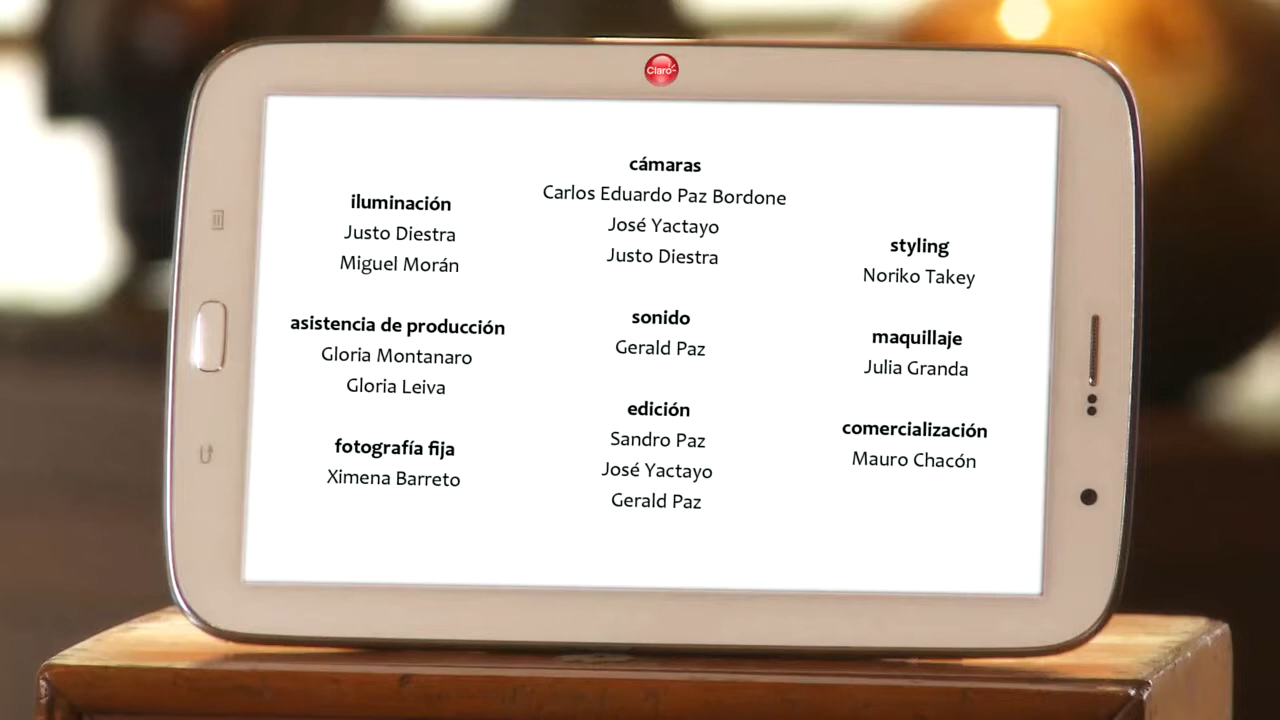 Claro
iluminación
Justo Diestra
Miguel Morán
asistencia de producción
Gloria Montanaro
Gloria Leiva
fotografía fija
Ximena Barreto
cámaras
Carlos Eduardo Paz Bordone
José Yactayo
Justo Diestra
sonido
Gerald Paz
edición
Sandro Paz
José Yactayo
Gerald Paz
styling
Noriko Takey
maquillaje
Julia Granda
comercialización
Mauro Chacón